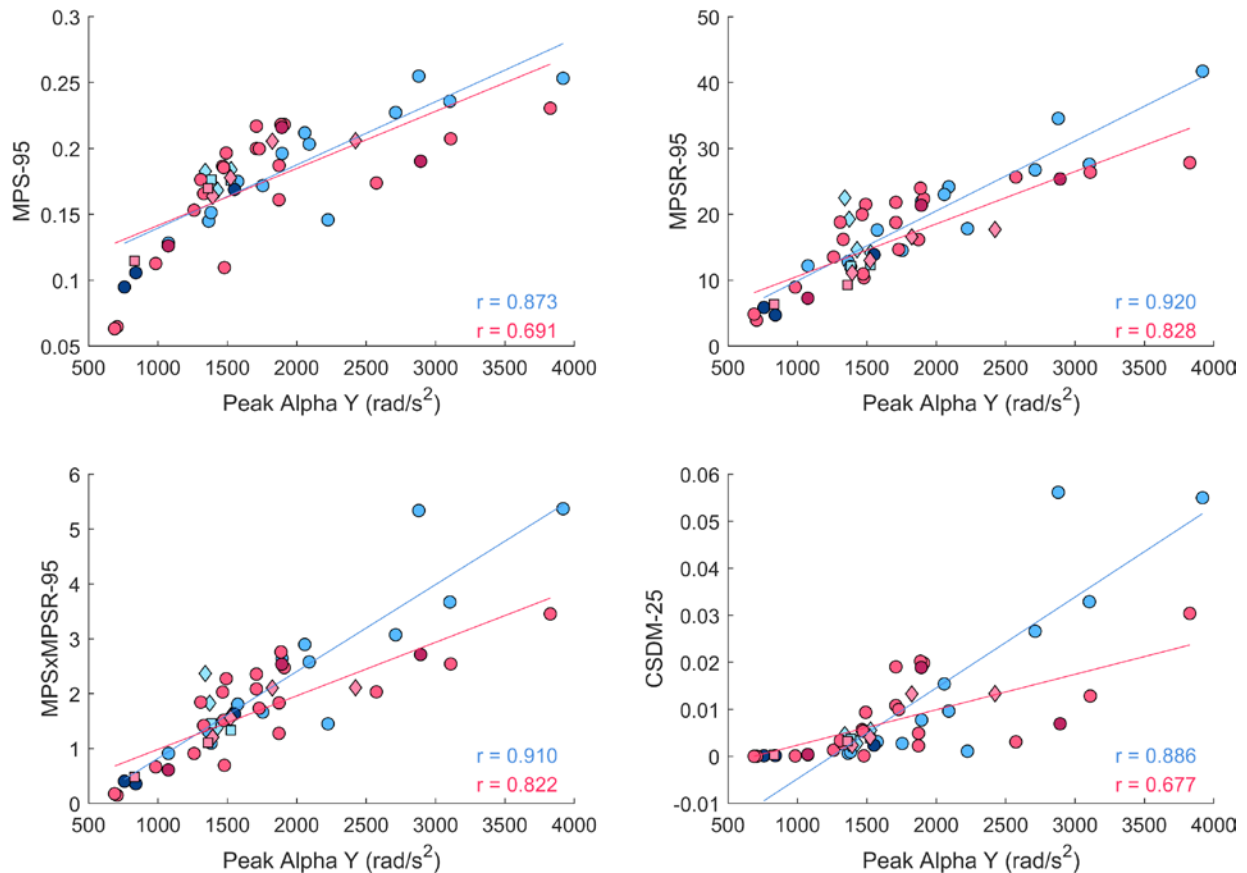 0.3
0.25
0.2
0.15
0.1
0.05
MPS-95
r = 0.873
r = 0.691
500 1000 1500 2000 2500 3000 3500 4000
Peak Alpha Y (rad/s²)
50
40
30
20
10
0
MPSR-95
r = 0.920
r = 0.828
500 1000 1500 2000 2500 3000 3500 4000
Peak Alpha Y (rad/s²)
6
5
4
3
2
1
0
MPSxMPSR-95
r = 0.910
r = 0.822
500 1000 1500 2000 2500 3000 3500 4000
Peak Alpha Y (rad/s²)
0.06
0.05
0.04
0.03
0.02
0.01
0
-0.01
CSDM-25
r = 0.886
r = 0.677
500 1000 1500 2000 2500 3000 3500 4000
Peak Alpha Y (rad/s²)